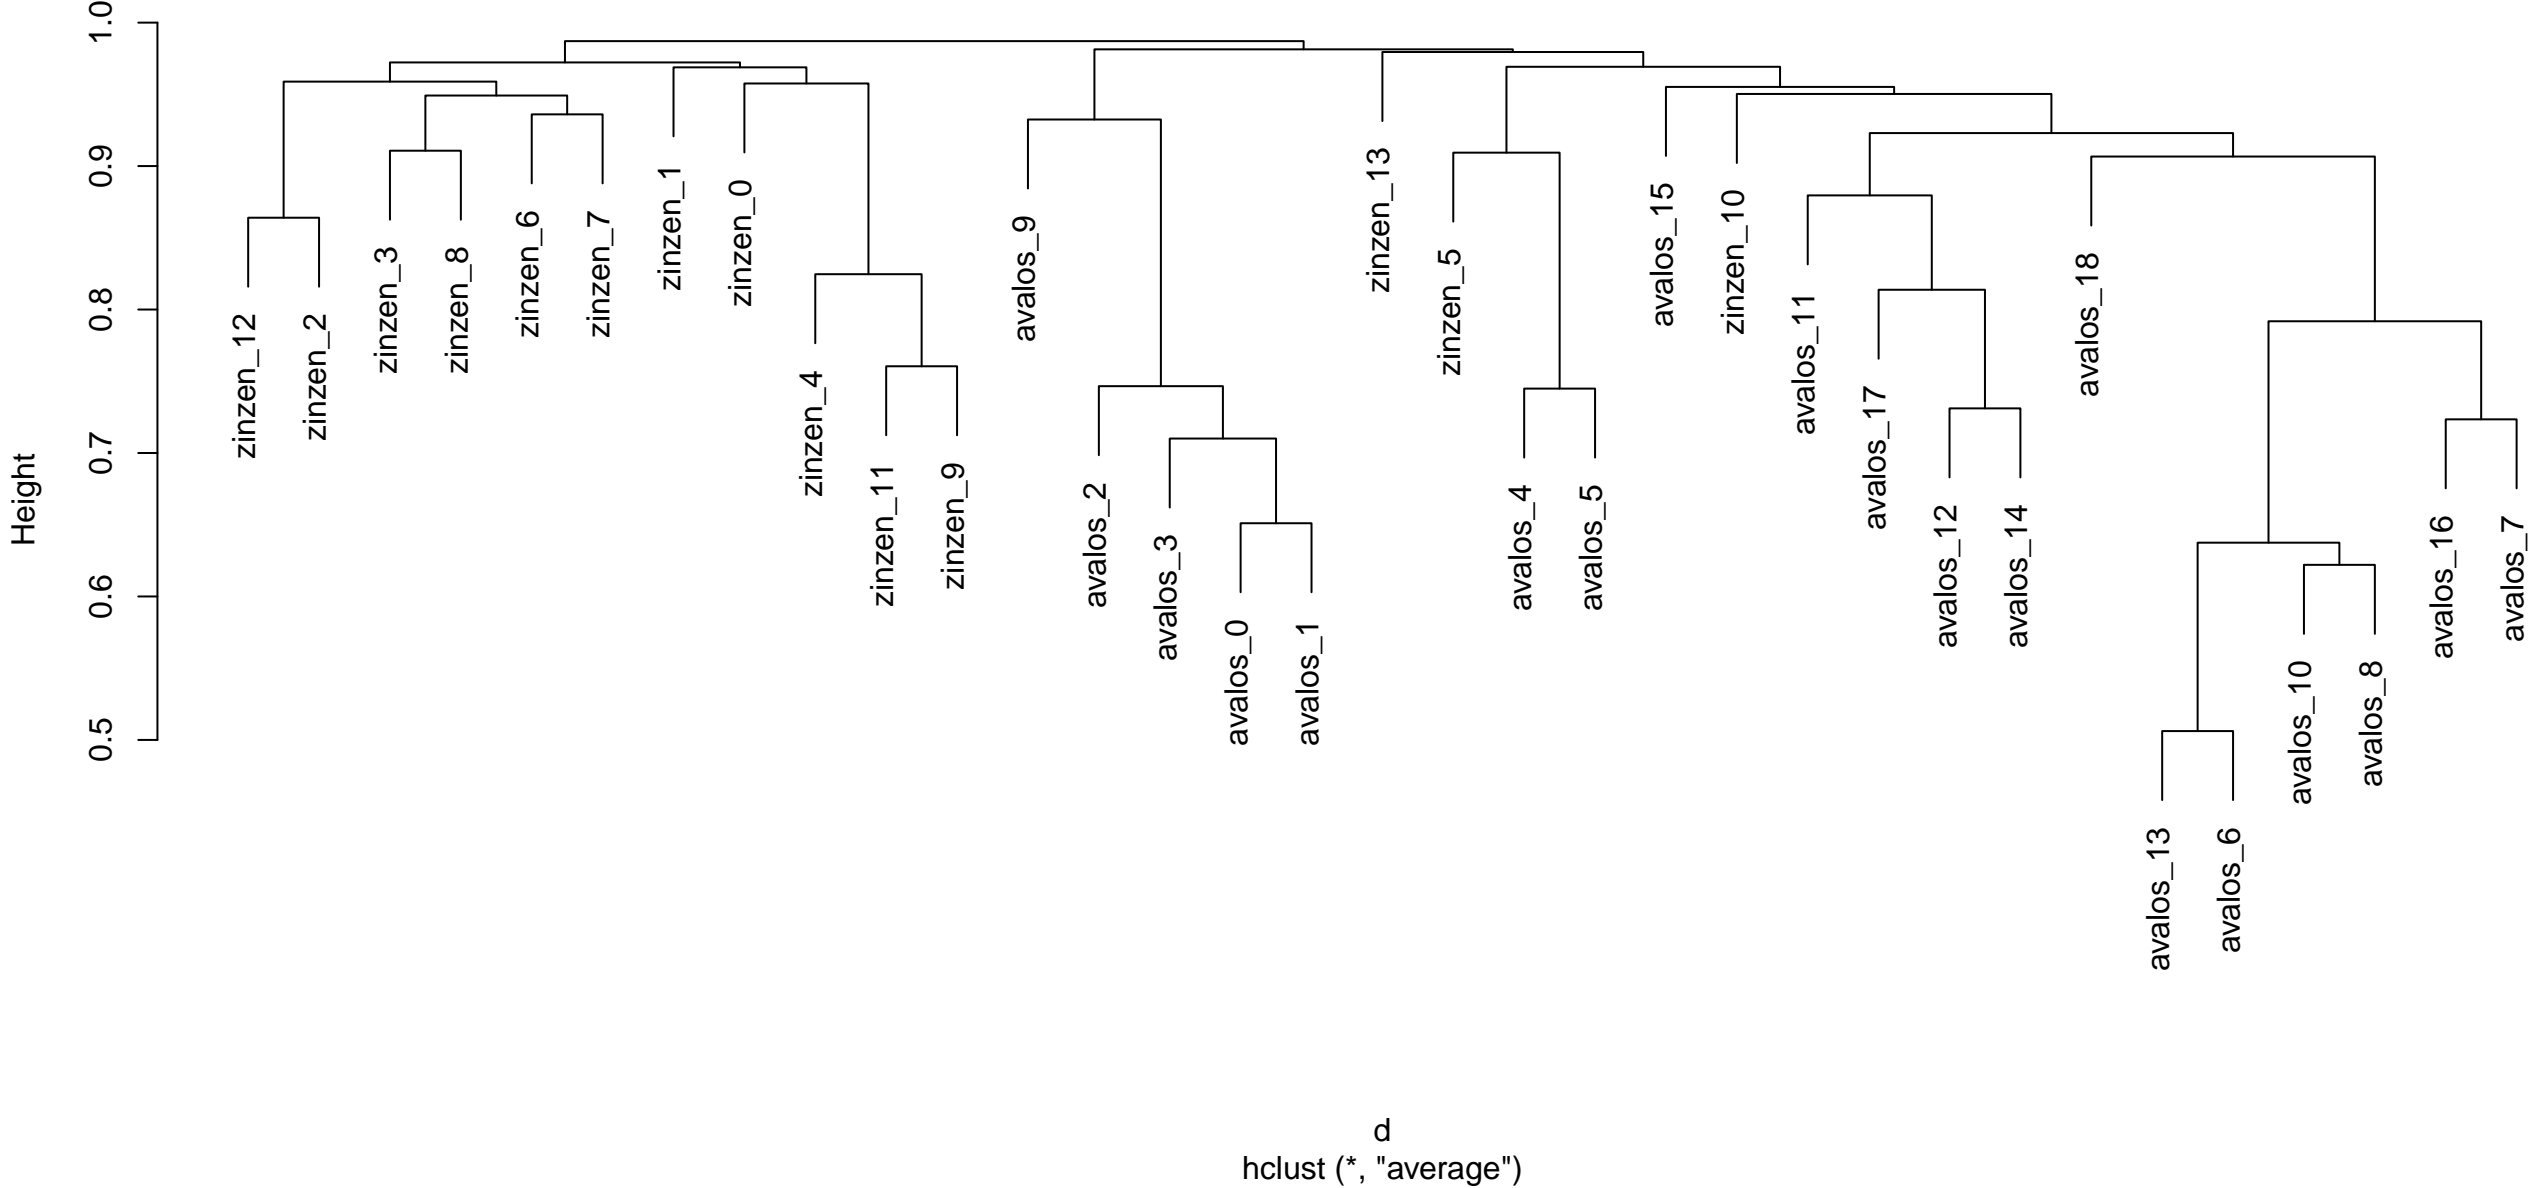 Height
1.0
0.9
0.8
0.7
0.6
0.5
zinzen_12
zinzen_2
zinzen_3
zinzen_8
zinzen_6
zinzen_7
zinzen_1
zinzen_0
zinzen_4
zinzen_11
zinzen_9
avalos_9
avalos_2
avalos_3
avalos_0
avalos_1
zinzen_13
zinzen_5
avalos_4
avalos_5
avalos_15
zinzen_10
avalos_11
avalos_17
avalos_12
avalos_14
avalos_18
avalos_13
avalos_6
avalos_10
avalos_8
avalos_16
avalos_7
d
hclust (*, "average")